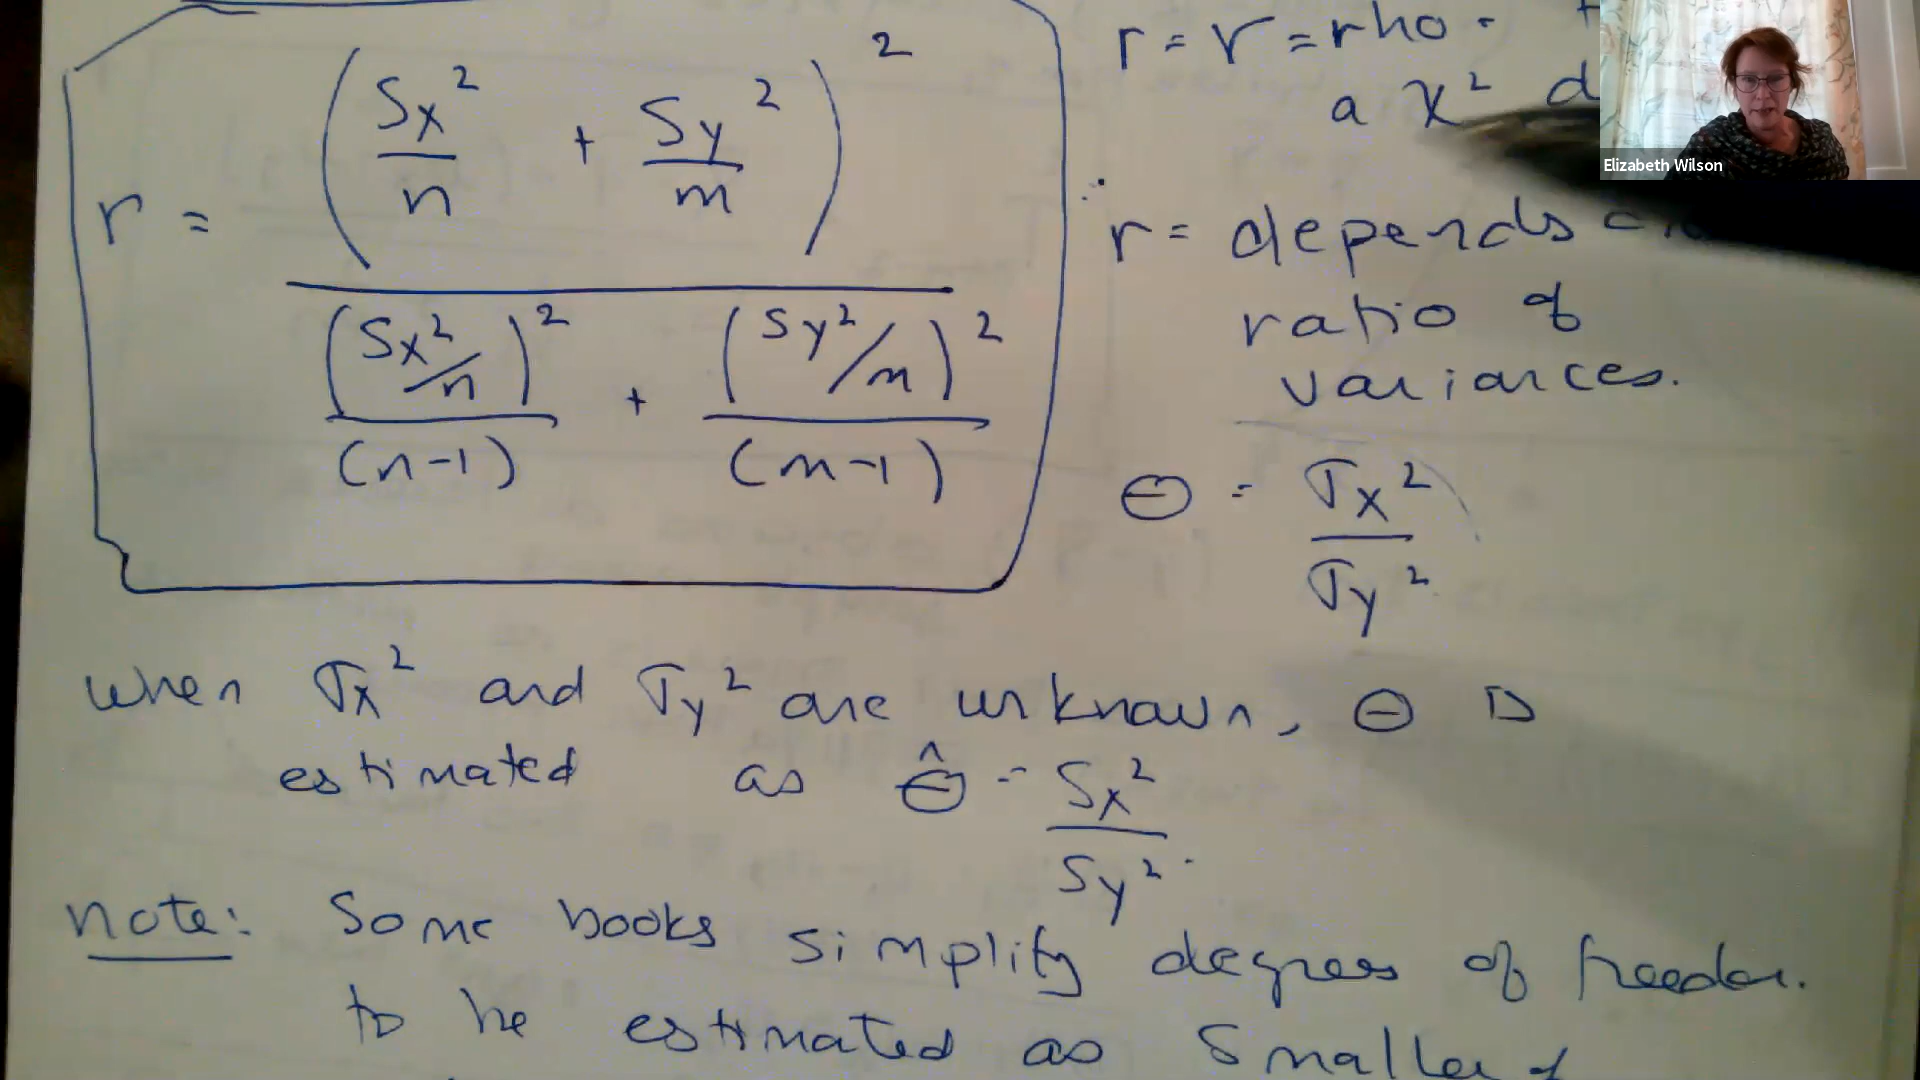 r = (Sx²/n + Sy²/m)² / ((Sx²/n)²/(n-1) + (Sy²/m)²/(m-1))
r = r = rho.
a χ² d
r = depends
ratio of
variances.
Θ = σx²/σy²
when σx² and σy² are unknown, Θ is
estimated as Θ̂ = Sx²/Sy².
note: Some books simplify degrees of freedom.
to be estimated as smaller of
Elizabeth Wilson